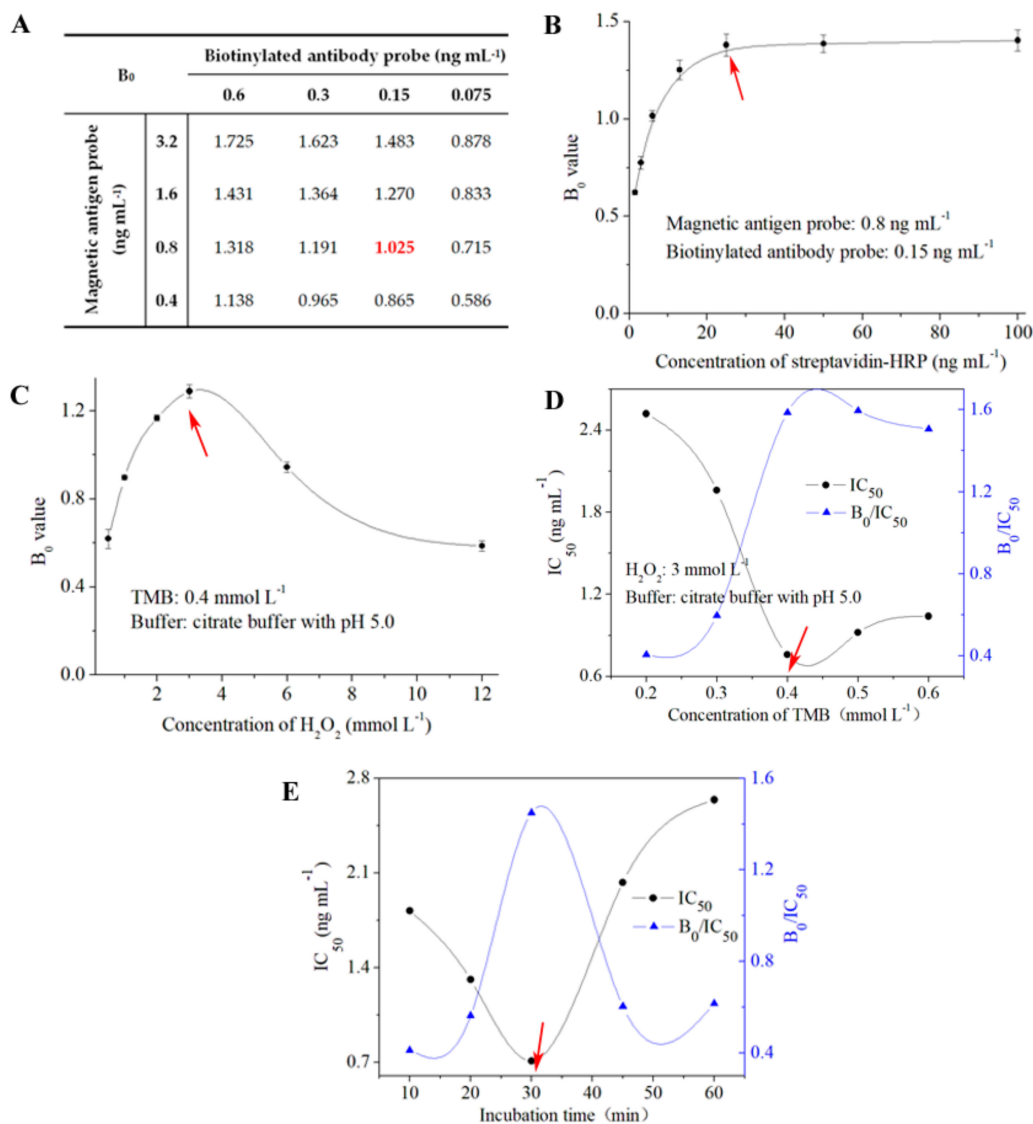 A
B₀
Biotinylated antibody probe (ng mL⁻¹)
0.6 0.3 0.15 0.075
Magnetic antigen probe
(ng mL⁻¹)
3.2 1.725 1.623 1.483 0.878
1.6 1.431 1.364 1.270 0.833
0.8 1.318 1.191 1.025 0.715
0.4 1.138 0.965 0.865 0.586
B
B₀ value
1.5
1.0
0.5
0.0
Magnetic antigen probe: 0.8 ng mL⁻¹
Biotinylated antibody probe: 0.15 ng mL⁻¹
0 20 40 60 80 100
Concentration of streptavidin-HRP (ng mL⁻¹)
C
B₀ value
1.2
0.8
0.4
0.0
TMB: 0.4 mmol L⁻¹
Buffer: citrate buffer with pH 5.0
2 4 6 8 10 12
Concentration of H₂O₂ (mmol L⁻¹)
D
IC₅₀ (ng mL⁻¹)
2.4
1.8
1.2
0.6
IC₅₀
B₀/IC₅₀
H₂O₂: 3 mmol L⁻¹
Buffer: citrate buffer with pH 5.0
1.6
1.2
0.8
0.4
B₀/IC₅₀
0.2 0.3 0.4 0.5 0.6
Concentration of TMB (mmol L⁻¹)
E
IC₅₀ (ng mL⁻¹)
2.8
2.1
1.4
0.7
IC₅₀
B₀/IC₅₀
1.6
1.2
0.8
0.4
B₀/IC₅₀
10 20 30 40 50 60
Incubation time (min)